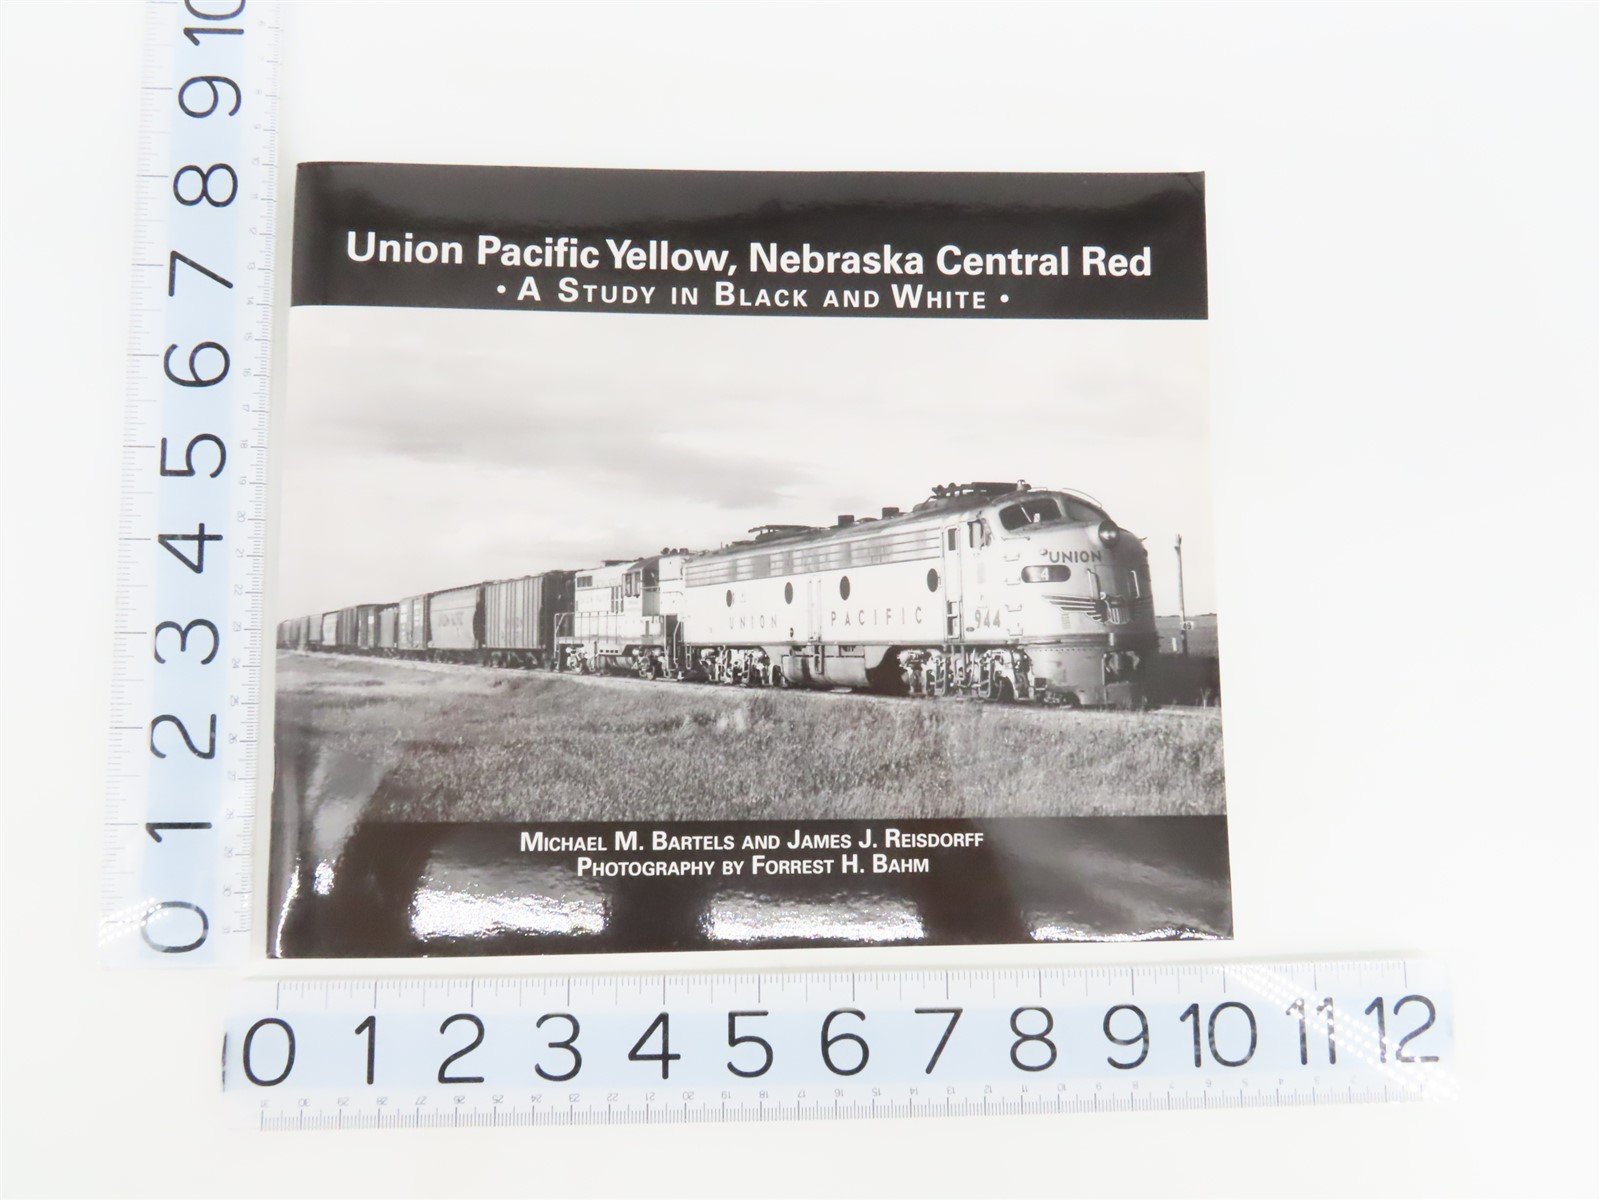 Union Pacific Yellow, Nebraska Central Red
• A STUDY IN BLACK AND WHITE •
UNION
4
UNION PACIFIC
944
MICHAEL M. BARTELS AND JAMES J. REISDORFF
PHOTOGRAPHY BY FORREST H. BAHM
10
9
8
7
6
5
4
3
2
1
0
0 1 2 3 4 5 6 7 8 9 10 11 12